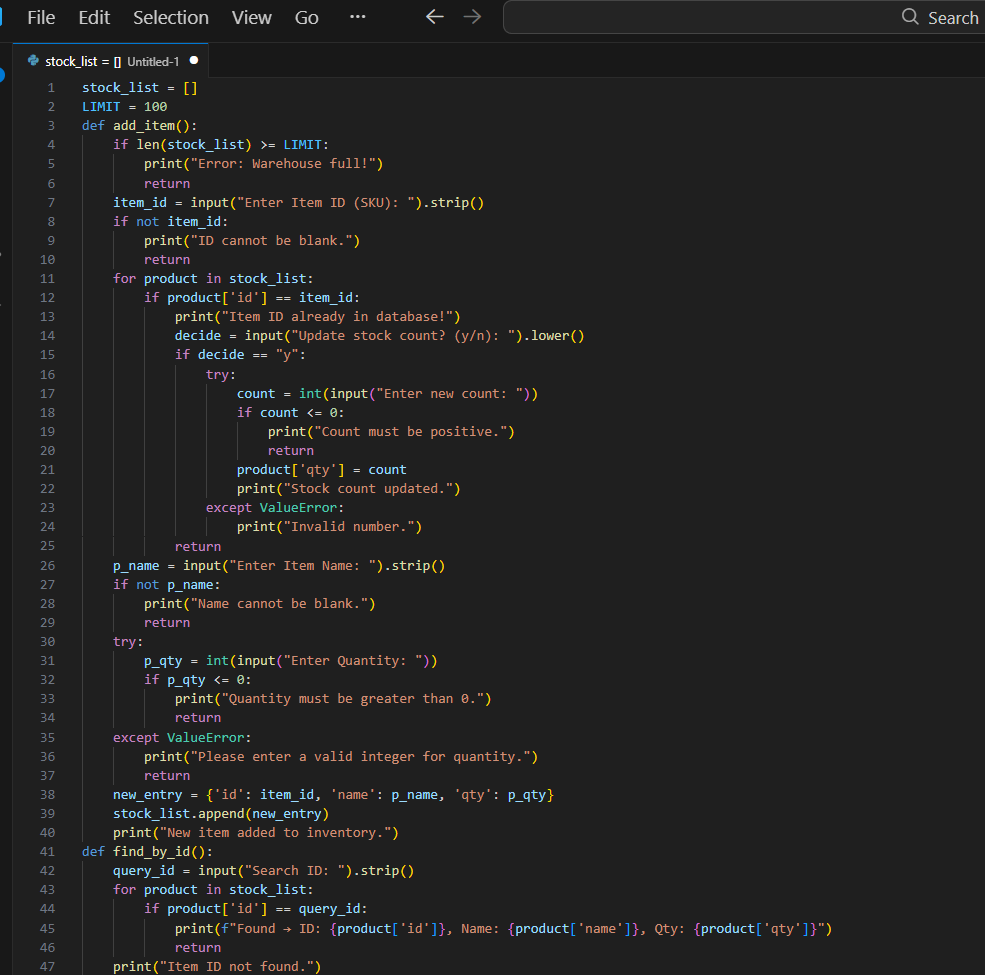 File Edit Selection View Go ··· ← → Search
stock_list = [] Untitled-1 ●
1 stock_list = []
2 LIMIT = 100
3 def add_item():
4     if len(stock_list) >= LIMIT:
5         print("Error: Warehouse full!")
6         return
7     item_id = input("Enter Item ID (SKU): ").strip()
8     if not item_id:
9         print("ID cannot be blank.")
10         return
11     for product in stock_list:
12         if product['id'] == item_id:
13             print("Item ID already in database!")
14             decide = input("Update stock count? (y/n): ").lower()
15             if decide == "y":
16                 try:
17                     count = int(input("Enter new count: "))
18                     if count <= 0:
19                         print("Count must be positive.")
20                         return
21                     product['qty'] = count
22                     print("Stock count updated.")
23                 except ValueError:
24                     print("Invalid number.")
25             return
26     p_name = input("Enter Item Name: ").strip()
27     if not p_name:
28         print("Name cannot be blank.")
29         return
30     try:
31         p_qty = int(input("Enter Quantity: "))
32         if p_qty <= 0:
33             print("Quantity must be greater than 0.")
34             return
35     except ValueError:
36         print("Please enter a valid integer for quantity.")
37         return
38     new_entry = {'id': item_id, 'name': p_name, 'qty': p_qty}
39     stock_list.append(new_entry)
40     print("New item added to inventory.")
41 def find_by_id():
42     query_id = input("Search ID: ").strip()
43     for product in stock_list:
44         if product['id'] == query_id:
45             print(f"Found → ID: {product['id']}, Name: {product['name']}, Qty: {product['qty']}")
46             return
47     print("Item ID not found.")